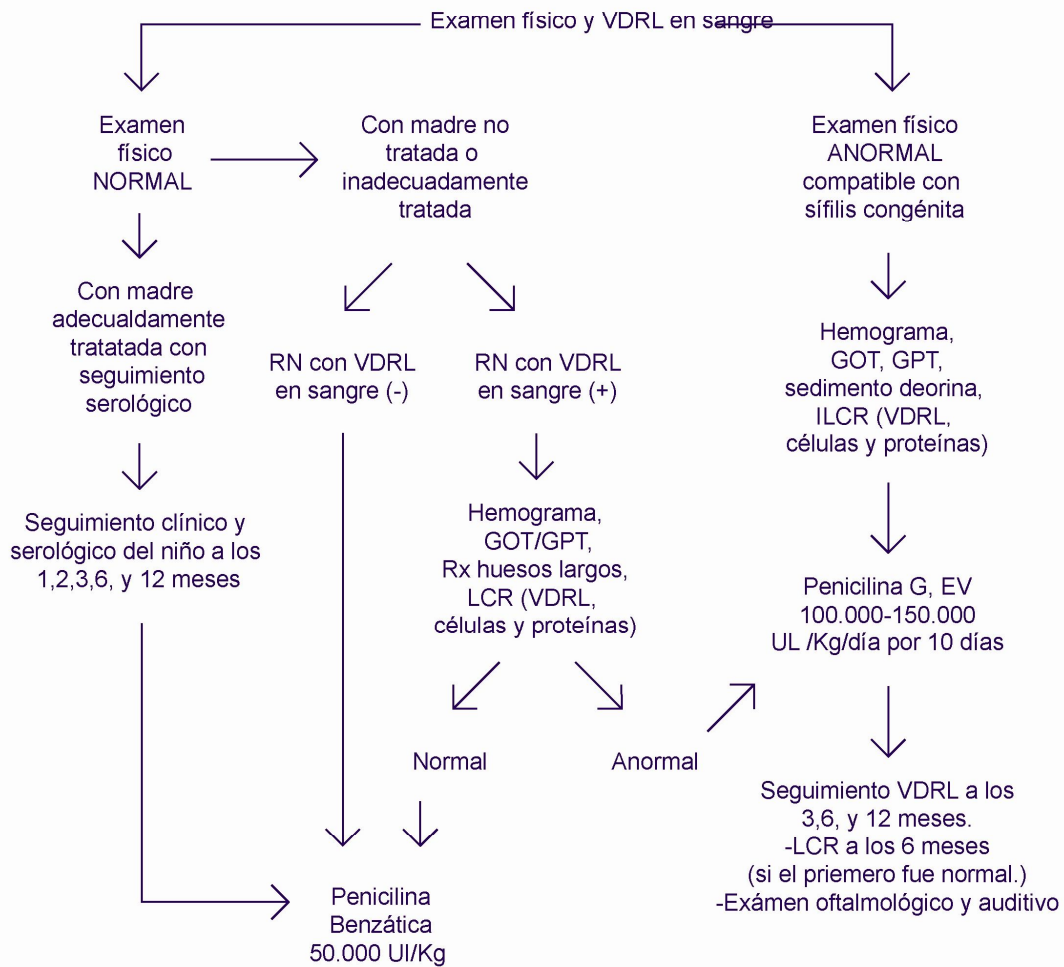 Examen físico y VDRL en sangre
Examen
físico
NORMAL
Con madre no
tratada o
inadecuadamente
tratada
Examen físico
ANORMAL
compatible con
sífilis congénita
Con madre
adecualdamente
tratatada con
seguimiento
serológico
RN con VDRL
en sangre (-)
RN con VDRL
en sangre (+)
Hemograma,
GOT, GPT,
sedimento deorina,
ILCR (VDRL,
células y proteínas)
Seguimiento clínico y
serológico del niño a los
1,2,3,6, y 12 meses
Hemograma,
GOT/GPT,
Rx huesos largos,
LCR (VDRL,
células y proteínas)
Penicilina G, EV
100.000-150.000
UL /Kg/día por 10 días
Normal
Anormal
Seguimiento VDRL a los
3,6, y 12 meses.
-LCR a los 6 meses
(si el priemero fue normal.)
-Exámen oftalmológico y auditivo
Penicilina
Benzática
50.000 UI/Kg